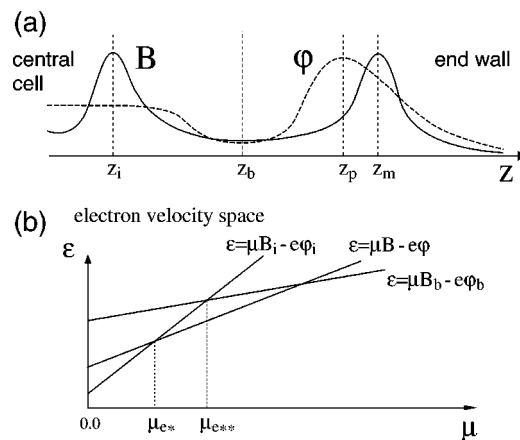 (a)
central cell
B
φ
end wall
z_i
z_b
z_p
z_m
z
(b)
electron velocity space
ε
ε=μB_i-eφ_i
ε=μB-eφ
ε=μB_b-eφ_b
0.0
μ_e*
μ_e**
μ